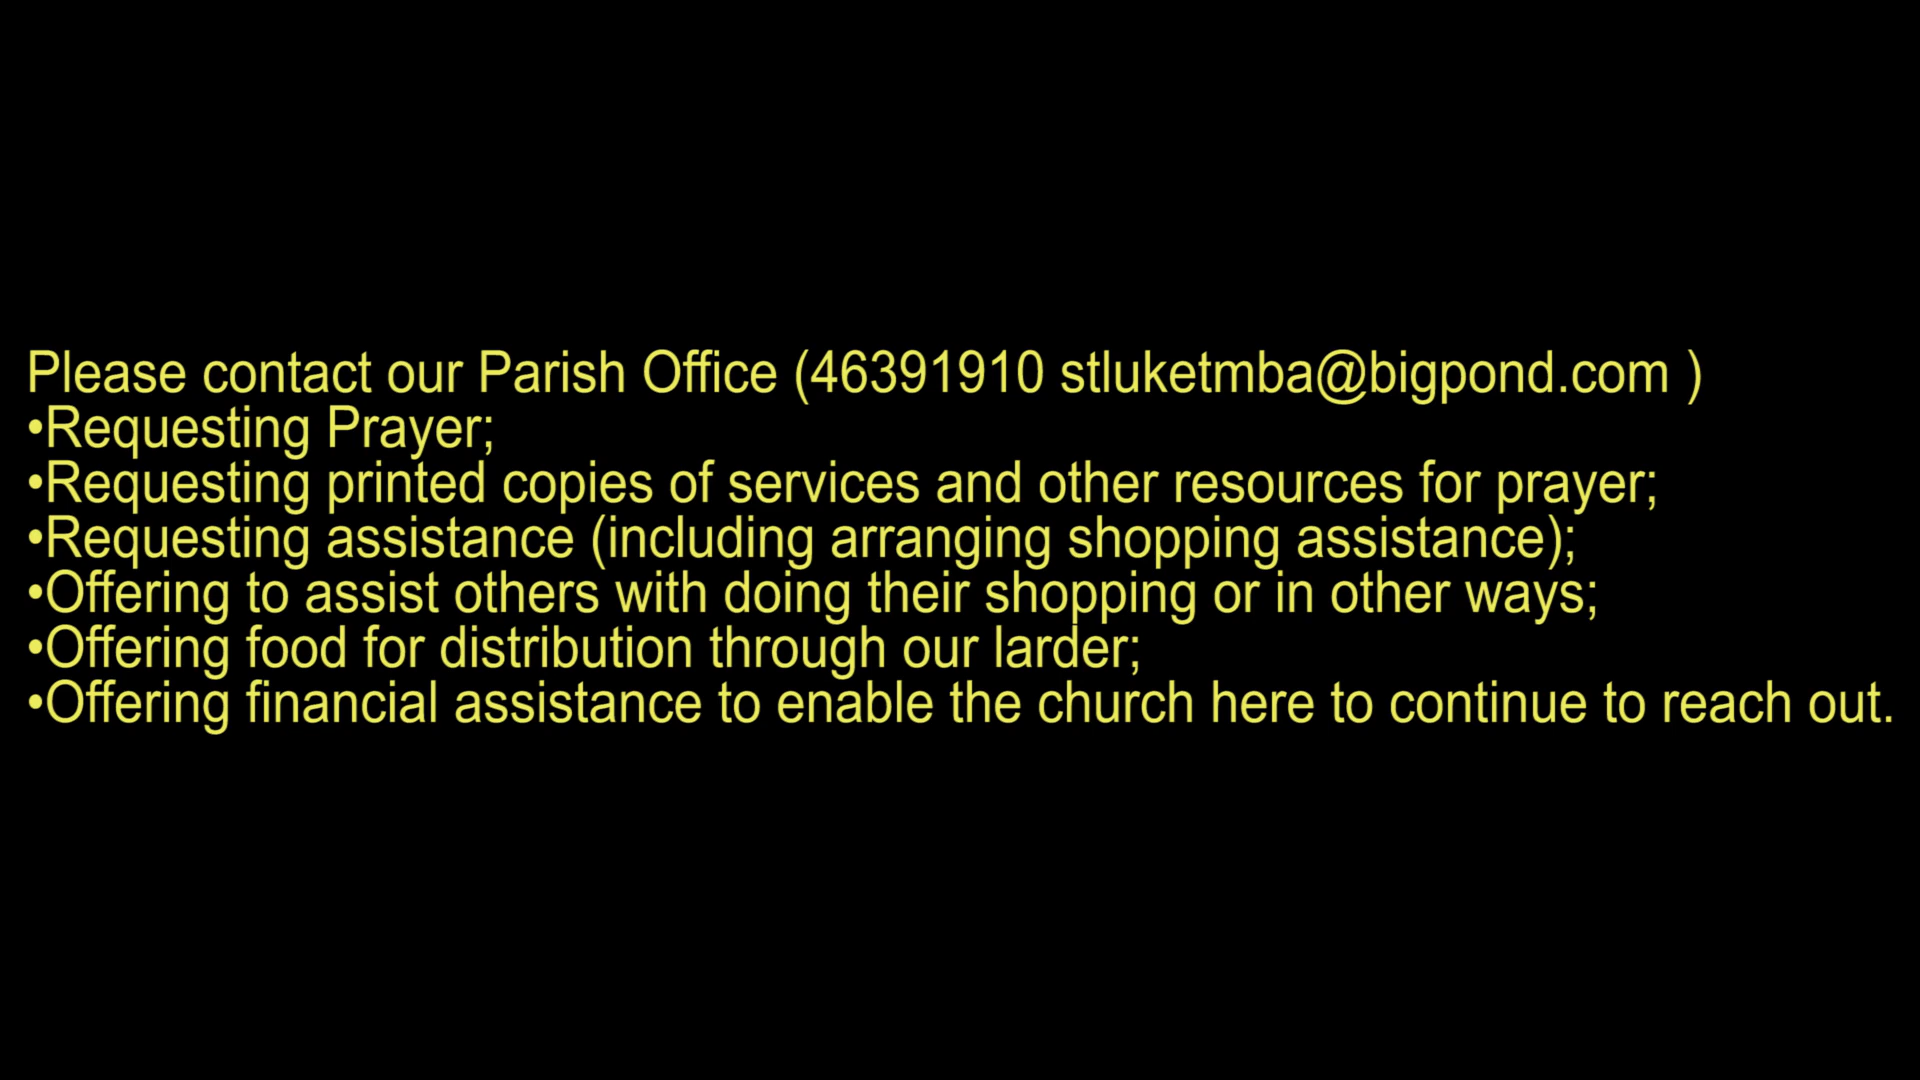 Please contact our Parish Office (46391910 stluketmba@bigpond.com )
•Requesting Prayer;
•Requesting printed copies of services and other resources for prayer;
•Requesting assistance (including arranging shopping assistance);
•Offering to assist others with doing their shopping or in other ways;
•Offering food for distribution through our larder;
•Offering financial assistance to enable the church here to continue to reach out.